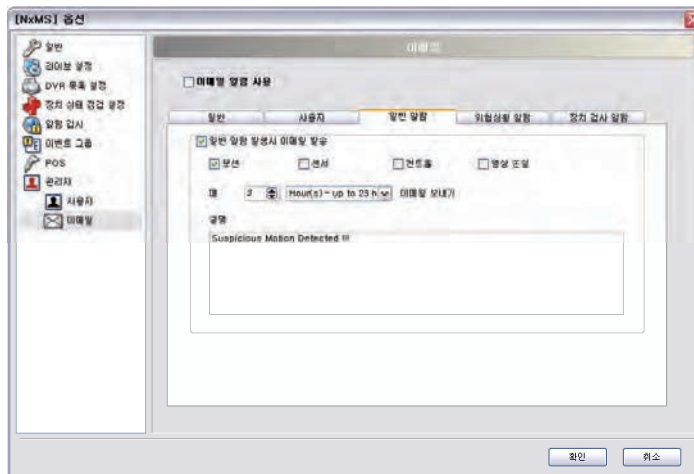 [NxMS] 옵션
일반
라이브 설정
DVR 목록 설정
장치 상태 점검 설정
알람 감시
이벤트 그룹
POS
관리자
사용자
이메일
이메일
이메일 알람 사용
일반 사용자 일반 알람 위험상황 알람 장치 검사 알람
일반 알람 발생시 이메일 발송
모션 센서 컨트롤 영상 손실
매 2 Hour(s) - up to 23 h 이메일 보내기
설명
Suspicious Motion Detected !!!
확인 취소